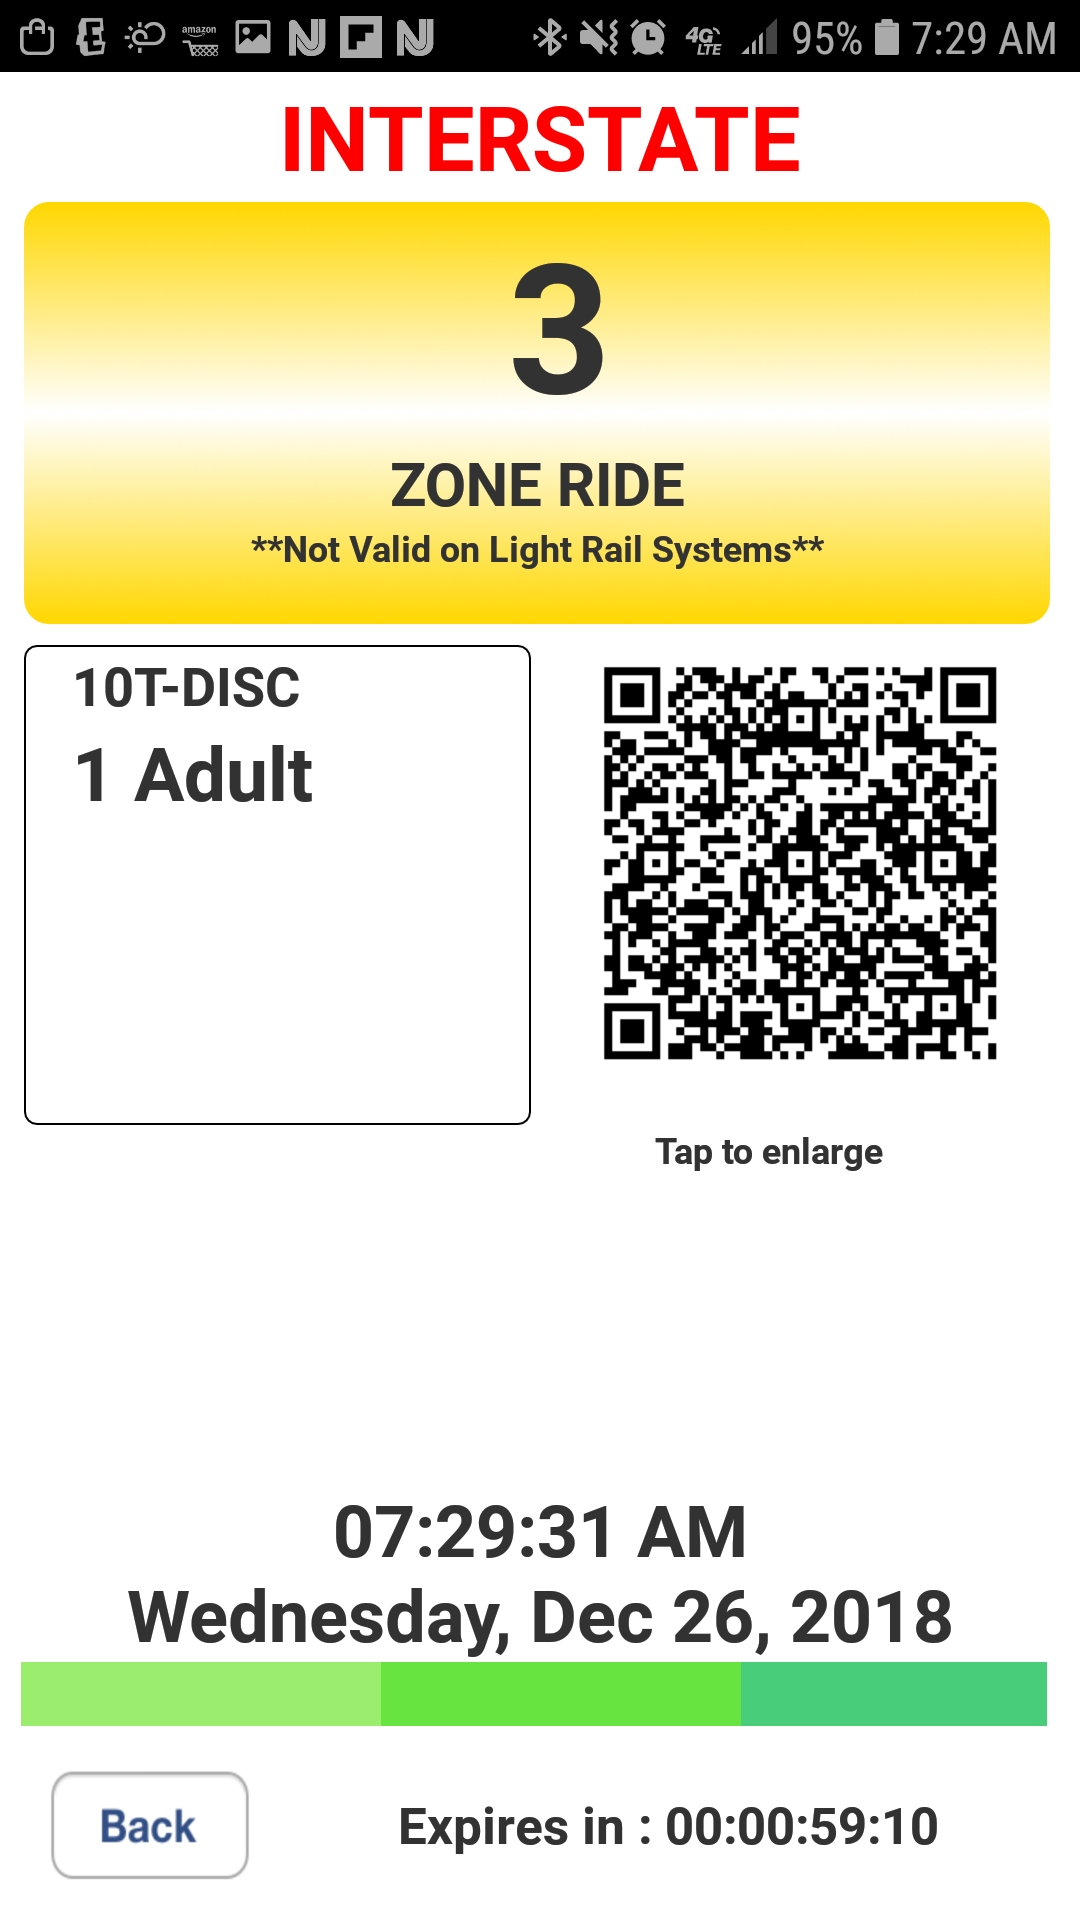 amazon 4G LTE 95% 7:29 AM
INTERSTATE
3
ZONE RIDE
**Not Valid on Light Rail Systems**
10T-DISC
1 Adult
Tap to enlarge
07:29:31 AM
Wednesday, Dec 26, 2018
Back
Expires in : 00:00:59:10